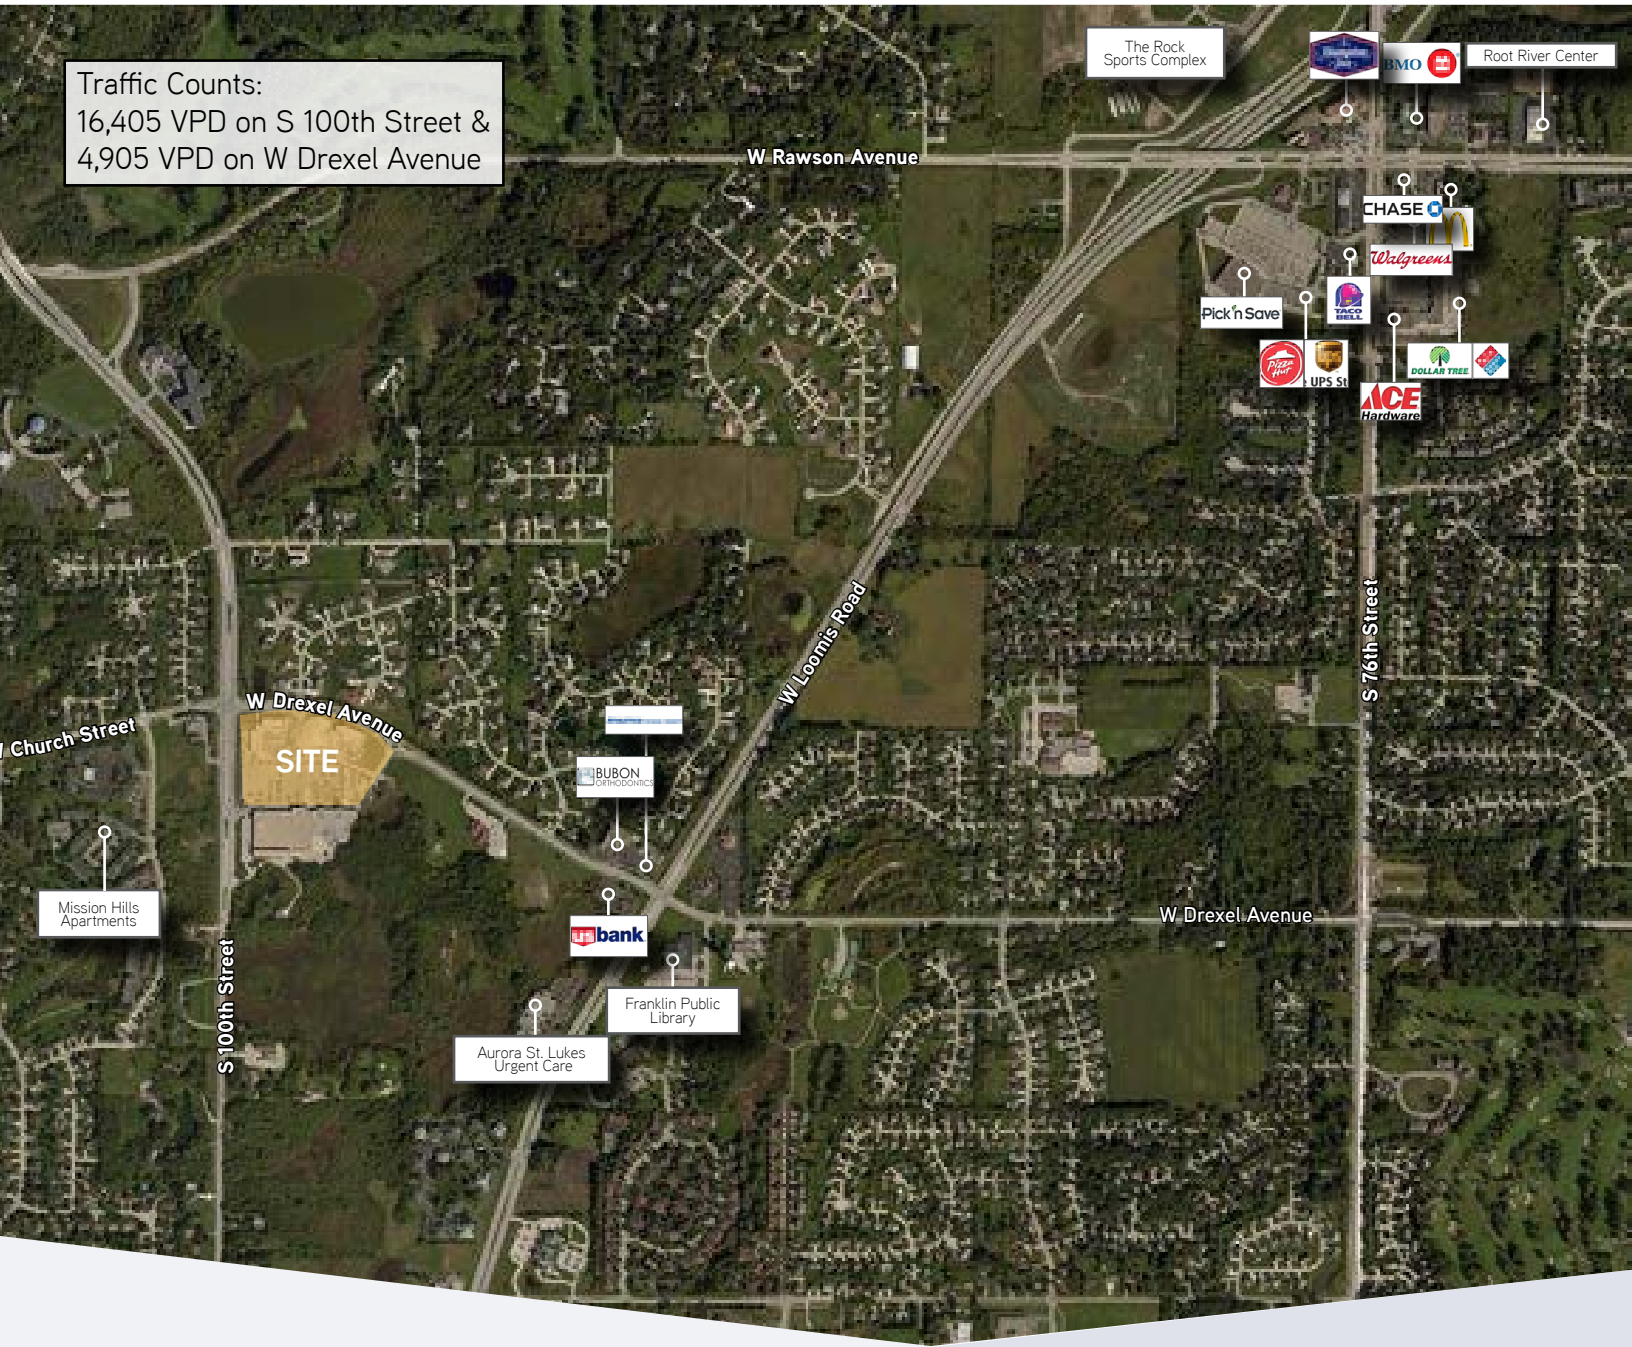 Traffic Counts:
16,405 VPD on S 100th Street &
4,905 VPD on W Drexel Avenue
The Rock
Sports Complex
BMO
Root River Center
W Rawson Avenue
CHASE
Walgreens
Pick'n Save
TACO
BELL
Pizza
Hut
UPS St
DOLLAR TREE
ACE
Hardware
S 76th Street
W Loomis Road
W Drexel Avenue
Church Street
SITE
BUBON
ORTHODONTICS
Mission Hills
Apartments
usbank
W Drexel Avenue
S 100th Street
Franklin Public
Library
Aurora St. Lukes
Urgent Care